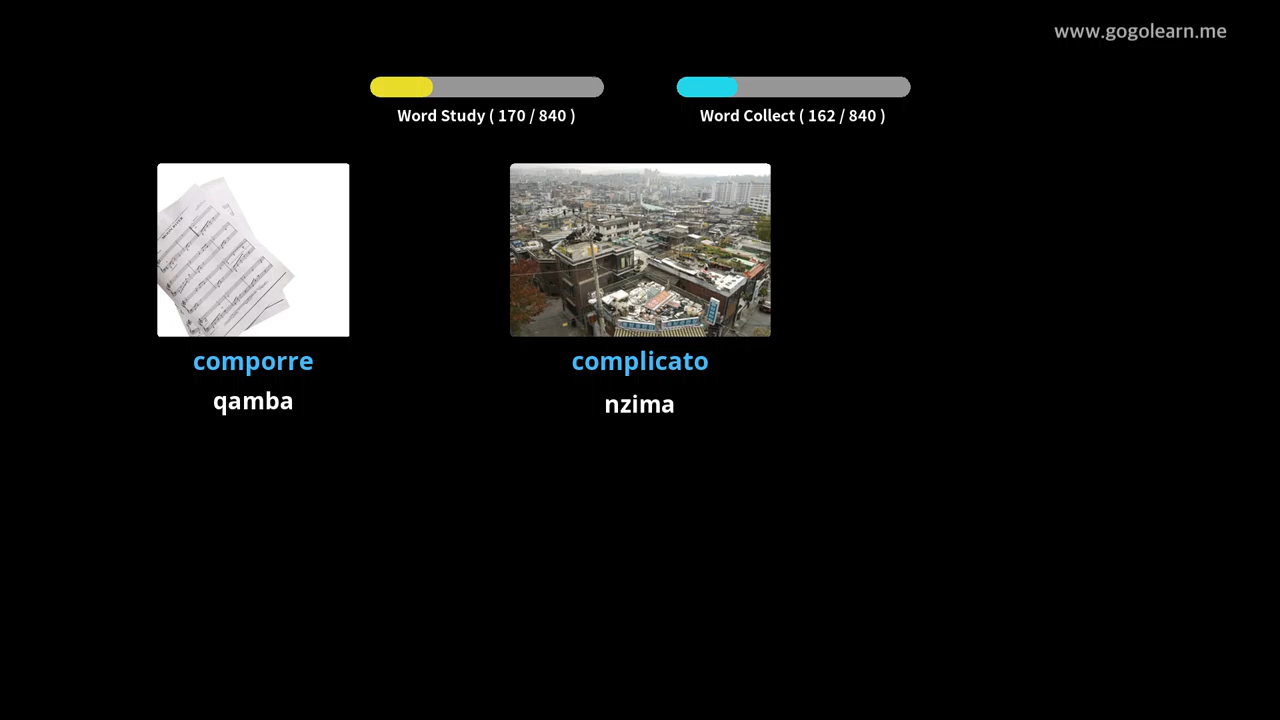 www.gogolearn.me
Word Study ( 170 / 840 )
Word Collect ( 162 / 840 )
comporre
complicato
qamba
nzima